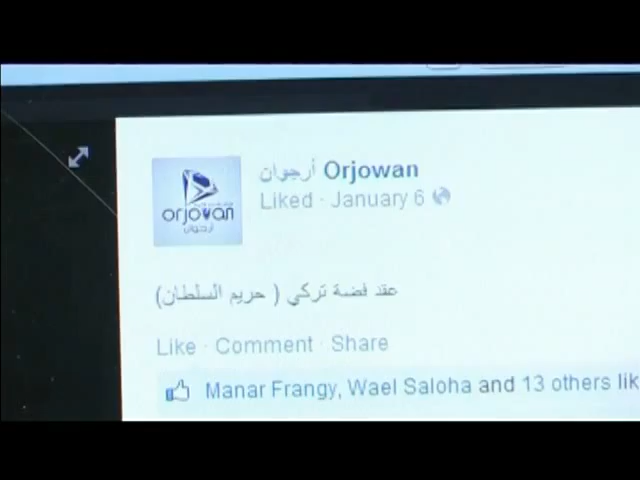 أرجوان Orjowan
Liked · January 6
orjowan
أرجوان
عقد فضة تركي ( حريم السلطان)
Like · Comment · Share
Manar Frangy, Wael Saloha and 13 others lik